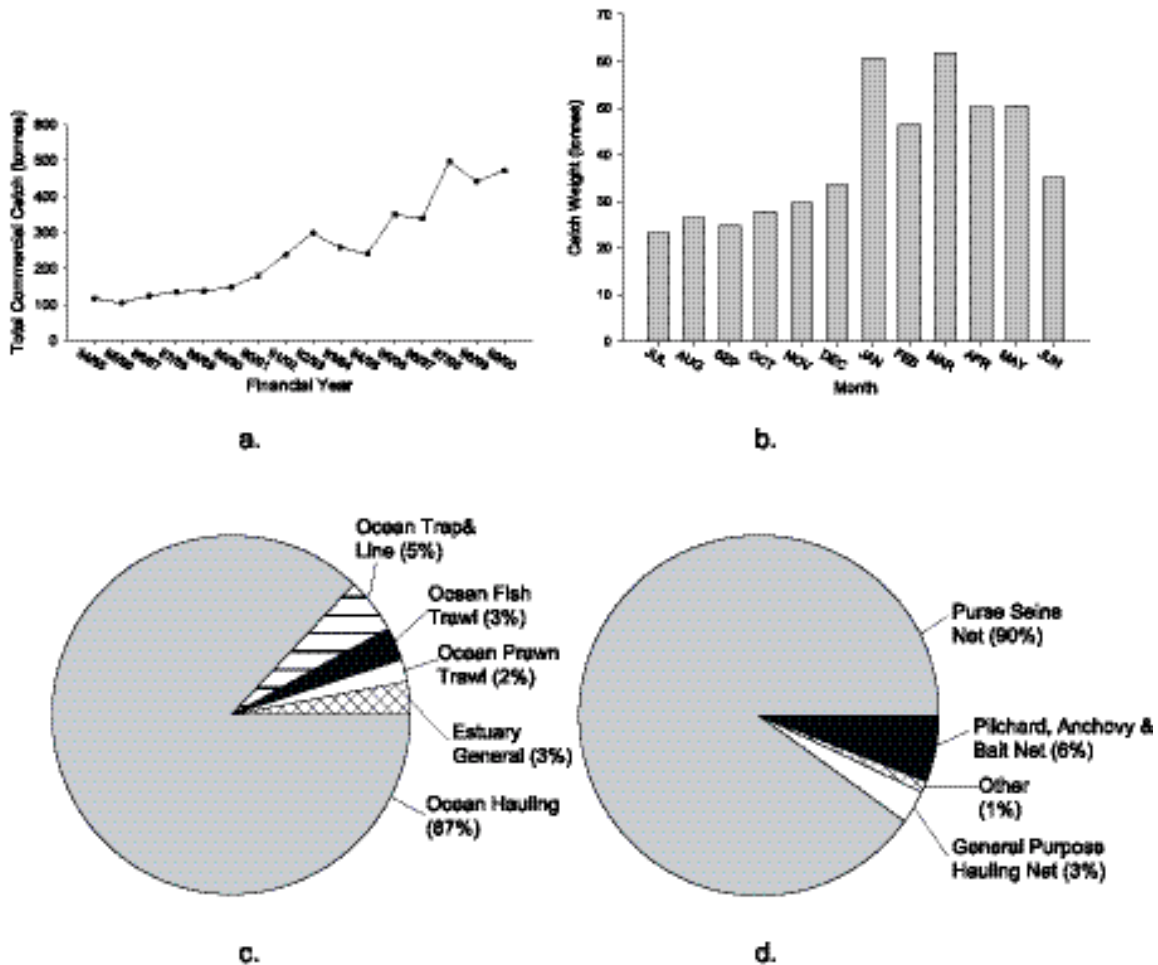 Total Commercial Catch (tonnes)
600
500
400
300
200
100
0
Financial Year
a.
Catch Weight (tonnes)
70
60
50
40
30
20
10
0
JUL
AUG
SEP
OCT
NOV
DEC
JAN
FEB
MAR
APR
MAY
JUN
Month
b.
Ocean Trap&
Line (5%)
Ocean Fish
Trawl (3%)
Ocean Prawn
Trawl (2%)
Estuary
General (3%)
Ocean Hauling
(87%)
c.
Purse Seine
Net (90%)
Pilchard, Anchovy &
Bait Net (6%)
Other
(1%)
General Purpose
Hauling Net (3%)
d.